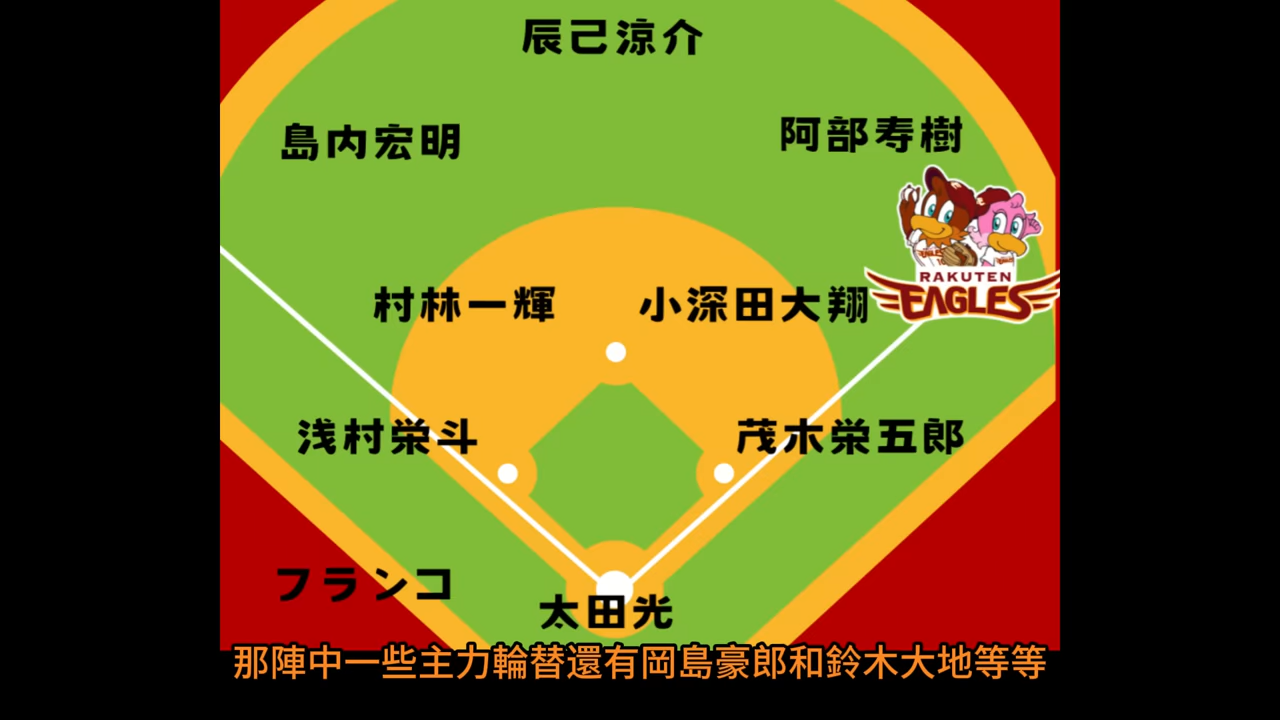 辰己涼介
島内宏明
阿部寿樹
RAKUTEN
EAGLES
村林一輝
小深田大翔
浅村栄斗
茂木栄五郎
フランコ
太田光
那陣中一些主力輪替還有岡島豪郎和鈴木大地等等